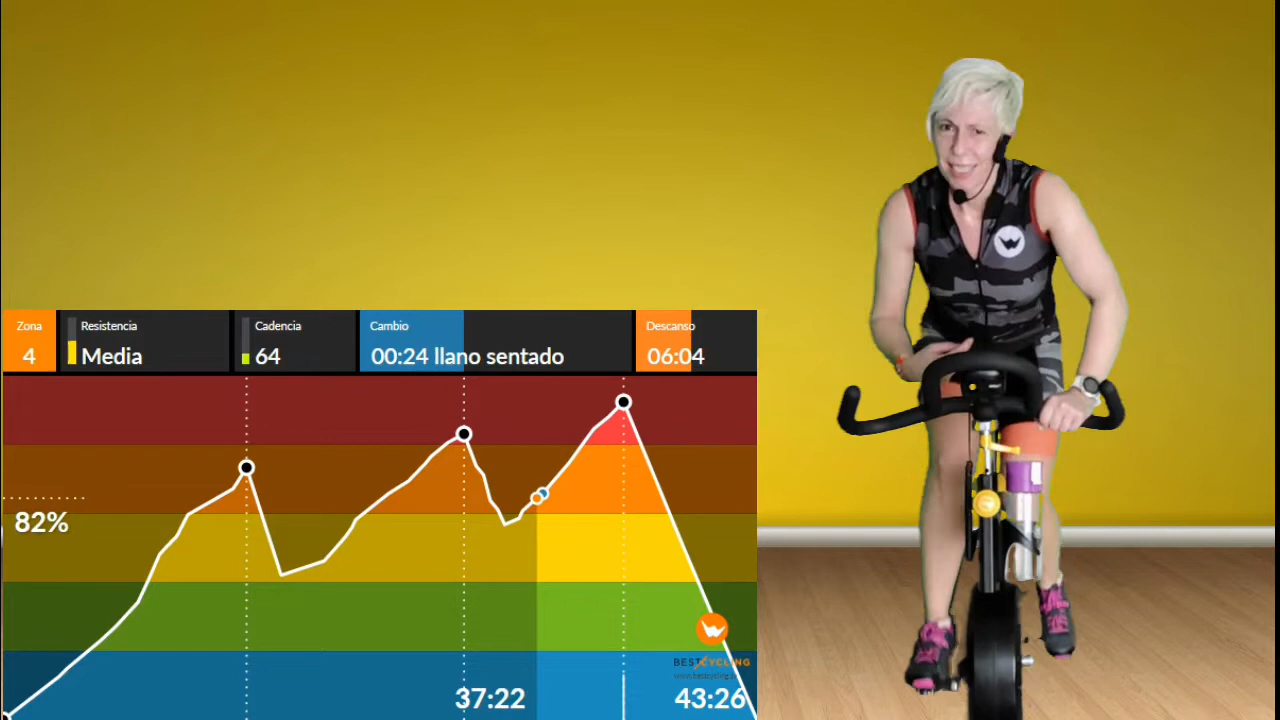 Zona
4
Resistencia
Media
Cadencia
64
Cambio
00:24 llano sentado
Descanso
06:04
82%
BESTCYCLING
37:22
43:26